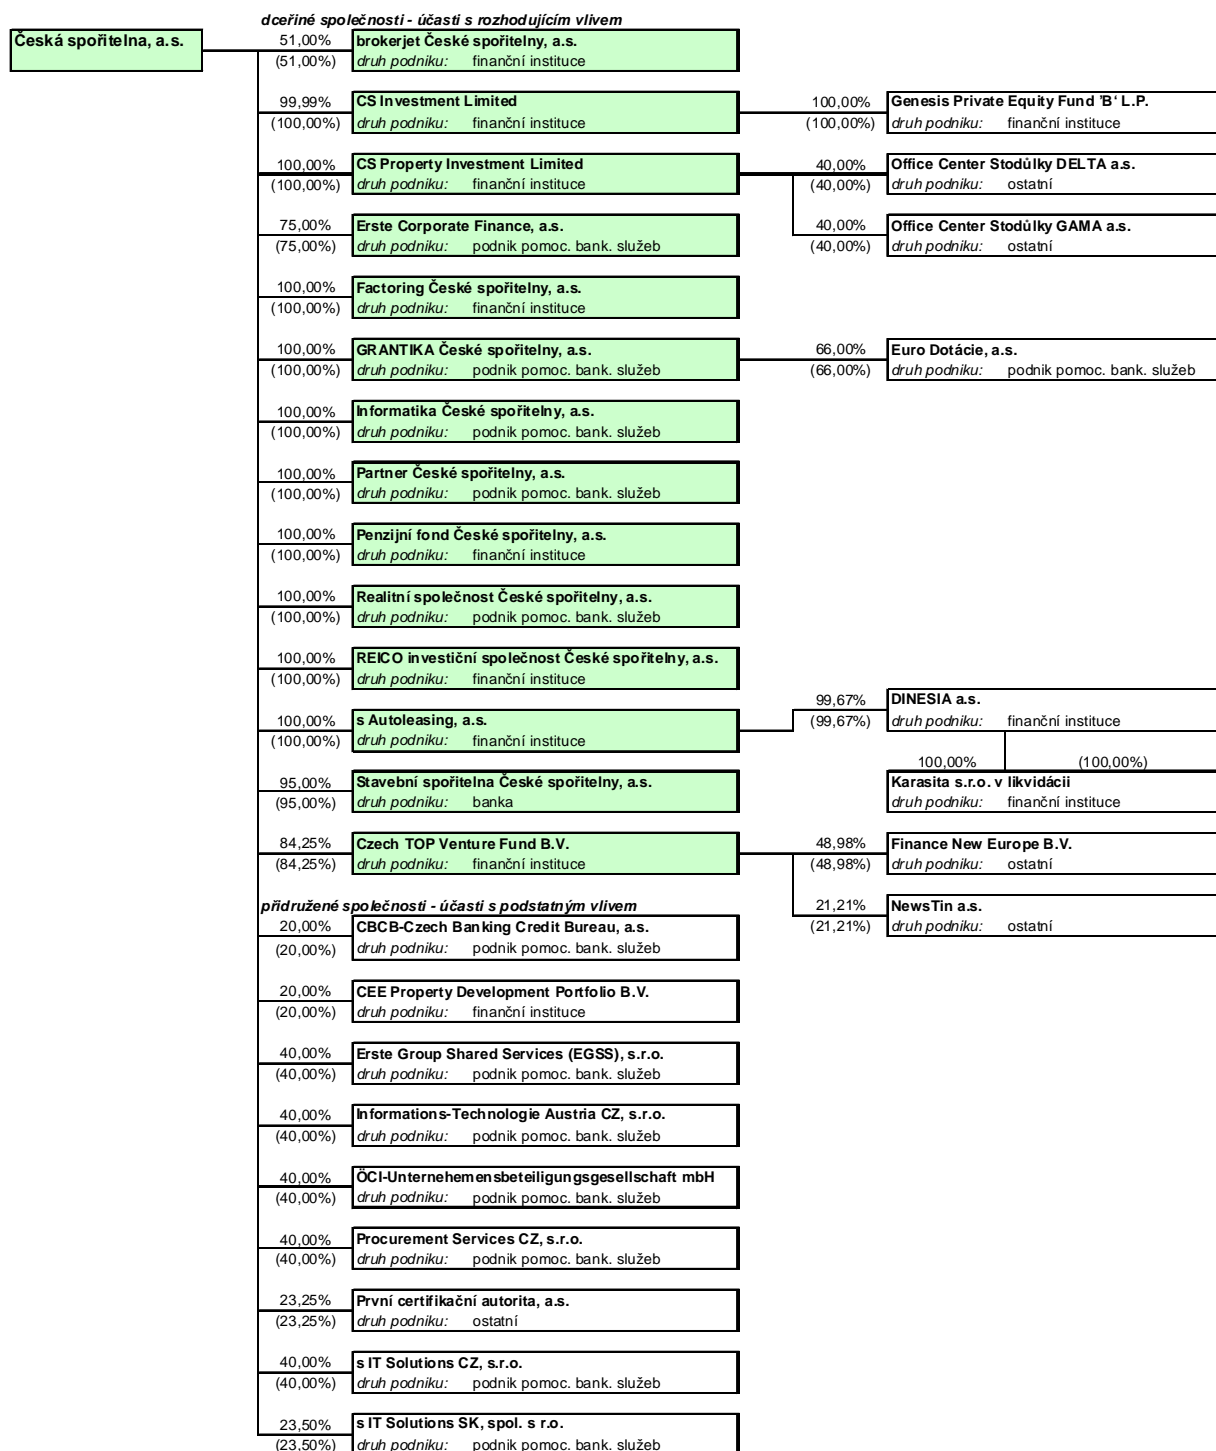 dceřiné společnosti - účasti s rozhodujícím vlivem
Česká spořitelna, a.s.
51,00% brokerjet České spořitelny, a.s.
(51,00%) druh podniku: finanční instituce
99,99% CS Investment Limited 100,00% Genesis Private Equity Fund 'B' L.P.
(100,00%) druh podniku: finanční instituce (100,00%) druh podniku: finanční instituce
100,00% CS Property Investment Limited 40,00% Office Center Stodůlky DELTA a.s.
(100,00%) druh podniku: finanční instituce (40,00%) druh podniku: ostatní
75,00% Erste Corporate Finance, a.s. 40,00% Office Center Stodůlky GAMA a.s.
(75,00%) druh podniku: podnik pomoc. bank. služeb (40,00%) druh podniku: ostatní
100,00% Factoring České spořitelny, a.s.
(100,00%) druh podniku: finanční instituce
100,00% GRANTIKA České spořitelny, a.s. 66,00% Euro Dotácie, a.s.
(100,00%) druh podniku: podnik pomoc. bank. služeb (66,00%) druh podniku: podnik pomoc. bank. služeb
100,00% Informatika České spořitelny, a.s.
(100,00%) druh podniku: podnik pomoc. bank. služeb
100,00% Partner České spořitelny, a.s.
(100,00%) druh podniku: podnik pomoc. bank. služeb
100,00% Penzijní fond České spořitelny, a.s.
(100,00%) druh podniku: finanční instituce
100,00% Realitní společnost České spořitelny, a.s.
(100,00%) druh podniku: podnik pomoc. bank. služeb
100,00% REICO investiční společnost České spořitelny, a.s.
(100,00%) druh podniku: finanční instituce
99,67% DINESIA a.s.
(99,67%) druh podniku: finanční instituce
100,00% s Autoleasing, a.s.
(100,00%) druh podniku: finanční instituce
100,00% (100,00%)
95,00% Stavební spořitelna České spořitelny, a.s. Karasita s.r.o. v likvidácii
(95,00%) druh podniku: banka druh podniku: finanční instituce
84,25% Czech TOP Venture Fund B.V. 48,98% Finance New Europe B.V.
(84,25%) druh podniku: finanční instituce (48,98%) druh podniku: ostatní
přidružené společnosti - účasti s podstatným vlivem 21,21% NewsTin a.s.
(21,21%) druh podniku: ostatní
20,00% CBCB-Czech Banking Credit Bureau, a.s.
(20,00%) druh podniku: podnik pomoc. bank. služeb
20,00% CEE Property Development Portfolio B.V.
(20,00%) druh podniku: finanční instituce
40,00% Erste Group Shared Services (EGSS), s.r.o.
(40,00%) druh podniku: podnik pomoc. bank. služeb
40,00% Informations-Technologie Austria CZ, s.r.o.
(40,00%) druh podniku: podnik pomoc. bank. služeb
40,00% ÖCI-Unternehemensbeteiligungsgesellschaft mbH
(40,00%) druh podniku: podnik pomoc. bank. služeb
40,00% Procurement Services CZ, s.r.o.
(40,00%) druh podniku: podnik pomoc. bank. služeb
23,25% První certifikační autorita, a.s.
(23,25%) druh podniku: ostatní
40,00% s IT Solutions CZ, s.r.o.
(40,00%) druh podniku: podnik pomoc. bank. služeb
23,50% s IT Solutions SK, spol. s r.o.
(23,50%) druh podniku: podnik pomoc. bank. služeb